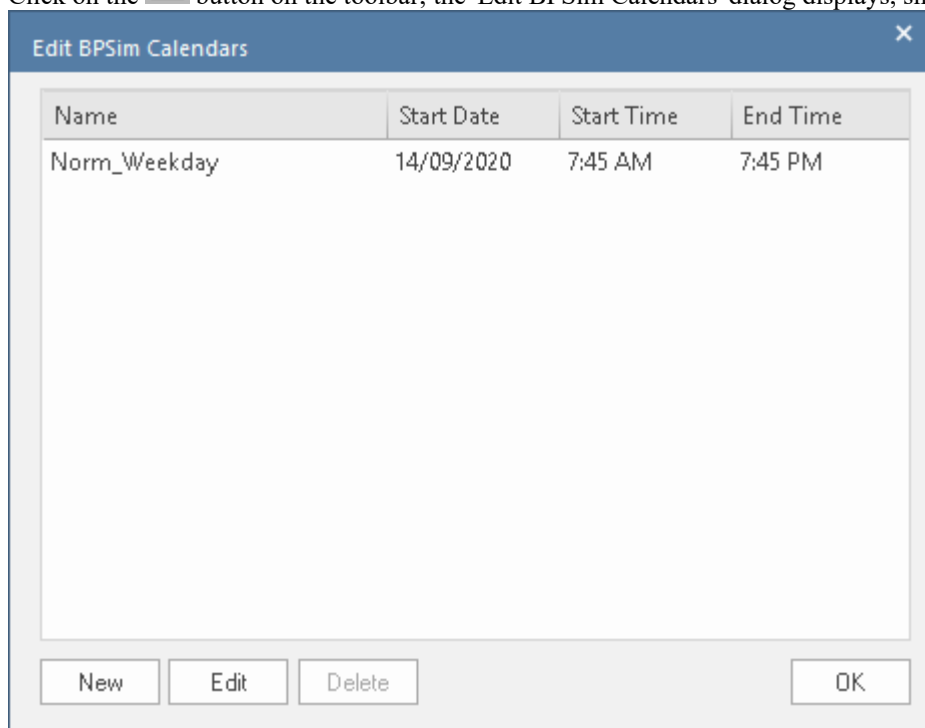 Click on the button on the toolbar, the 'Edit BPSim Calendars' dialog displays,
Edit BPSim Calendars
Name Start Date Start Time End Time
Norm_Weekday 14/09/2020 7:45 AM 7:45 PM
New Edit Delete OK